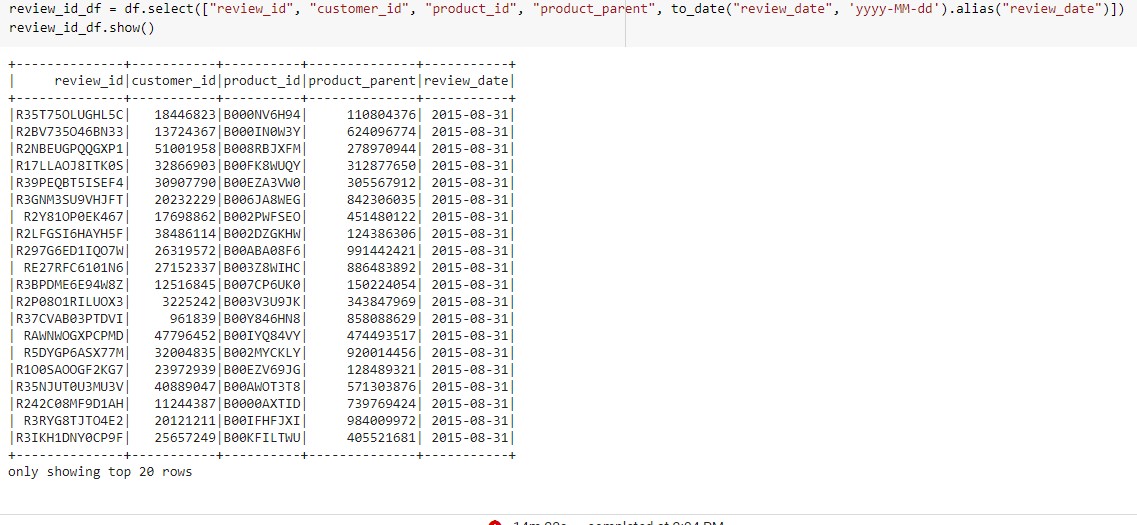 review_id_df = df.select(["review_id", "customer_id", "product_id", "product_parent", to_date("review_date", 'yyyy-MM-dd').alias("review_date")])
review_id_df.show()
+--------------+-----------+----------+--------------+-----------+
|     review_id|customer_id|product_id|product_parent|review_date|
+--------------+-----------+----------+--------------+-----------+
|R35T75OLUGHL5C|   18446823|B000NV6H94|     110804376| 2015-08-31|
|R2BV735O46BN33|   13724367|B000IN0W3Y|     624096774| 2015-08-31|
|R2NBEUGPQQGXP1|   51001958|B008RBJXFM|     278970944| 2015-08-31|
|R17LLAOJ8ITK0S|   32866903|B00FK8WUQY|     312877650| 2015-08-31|
|R39PEQBT5ISEF4|   30907790|B00EZA3VW0|     305567912| 2015-08-31|
|R3GNM3SU9VHJFT|   20232229|B006JA8WEG|     842306035| 2015-08-31|
| R2Y81OP0EK467|   17698862|B002PWFSEO|     451480122| 2015-08-31|
|R2LFGSI6HAYH5F|   38486114|B002DZGKHW|     124386306| 2015-08-31|
|R297G6ED1IQO7W|   26319572|B00ABA08F6|     991442421| 2015-08-31|
| RE27RFC6101N6|   27152337|B003Z8WIHC|     886483892| 2015-08-31|
|R3BPDME6E94W8Z|   12516845|B007CP6UK0|     150224054| 2015-08-31|
|R2P08O1RILUOX3|    3225242|B003V3U9JK|     343847969| 2015-08-31|
|R37CVAB03PTDVI|     961839|B00Y846HN8|     858088629| 2015-08-31|
| RAWNWOGXPCPMD|   47796452|B00IYQ84VY|     474493517| 2015-08-31|
| R5DYGP6ASX77M|   32004835|B002MYCKLY|     920014456| 2015-08-31|
|R1O0SAOOGF2KG7|   23972939|B00EZV69JG|     128489321| 2015-08-31|
|R35NJUT0U3MU3V|   40889047|B00AWOT3T8|     571303876| 2015-08-31|
|R242C08MF9D1AH|   11244387|B0000AXTID|     739769424| 2015-08-31|
| R3RYG8TJTO4E2|   20121211|B00IFHFJXI|     984009972| 2015-08-31|
|R3IKH1DNY0CP9F|   25657249|B00KFILTWU|     405521681| 2015-08-31|
+--------------+-----------+----------+--------------+-----------+
only showing top 20 rows